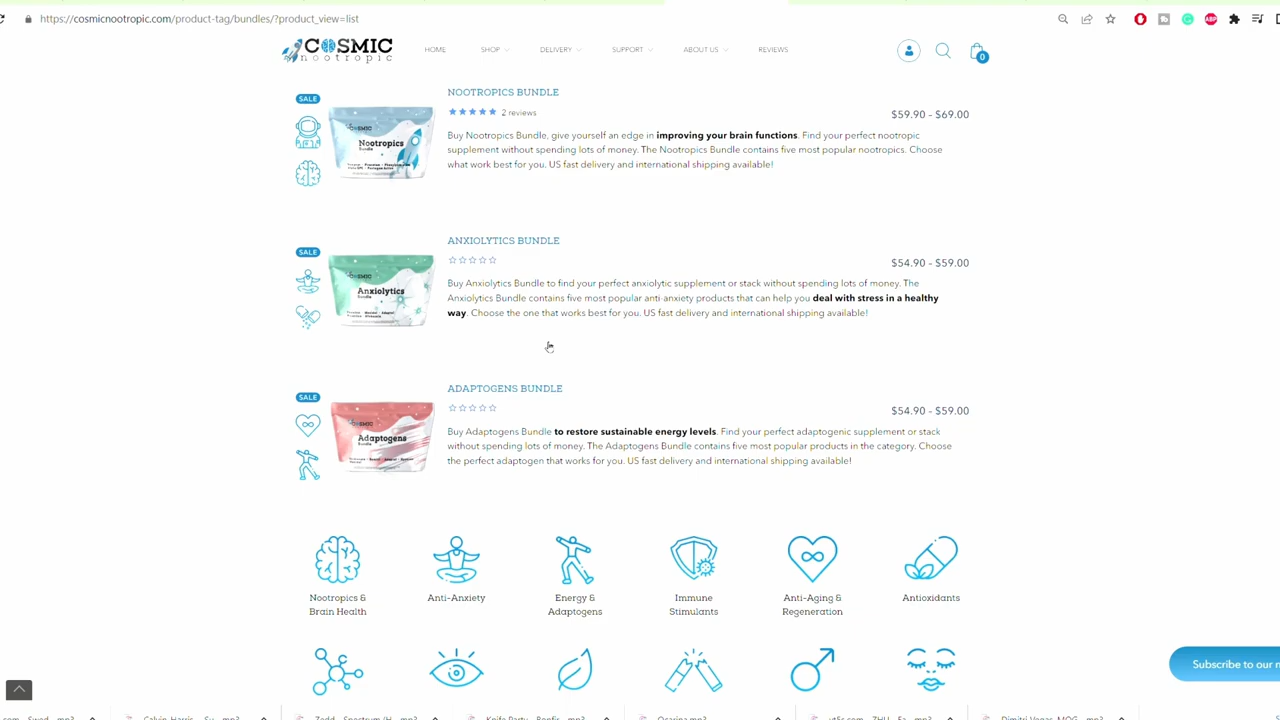 https://cosmicnootropic.com/product-tag/bundles/?product_view=list
COSMIC
nootropic
HOME
SHOP
DELIVERY
SUPPORT
ABOUT US
REVIEWS
0
SALE
COSMIC
Nootropics
Bundle
NOOTROPICS BUNDLE
2 reviews
$59.90 - $69.00
Buy Nootropics Bundle, give yourself an edge in improving your brain functions. Find your perfect nootropic
supplement without spending lots of money. The Nootropics Bundle contains five most popular nootropics. Choose
what work best for you. US fast delivery and international shipping available!
SALE
COSMIC
Anxiolytics
Bundle
ANXIOLYTICS BUNDLE
$54.90 - $59.00
Buy Anxiolytics Bundle to find your perfect anxiolytic supplement or stack without spending lots of money. The
Anxiolytics Bundle contains five most popular anti-anxiety products that can help you deal with stress in a healthy
way. Choose the one that works best for you. US fast delivery and international shipping available!
SALE
COSMIC
Adaptogens
Bundle
ADAPTOGENS BUNDLE
$54.90 - $59.00
Buy Adaptogens Bundle to restore sustainable energy levels. Find your perfect adaptogenic supplement or stack
without spending lots of money. The Adaptogens Bundle contains five most popular products in the category. Choose
the perfect adaptogen that works for you. US fast delivery and international shipping available!
Nootropics &
Brain Health
Anti-Anxiety
Energy &
Adaptogens
Immune
Stimulants
Anti-Aging &
Regeneration
Antioxidants
Subscribe to our